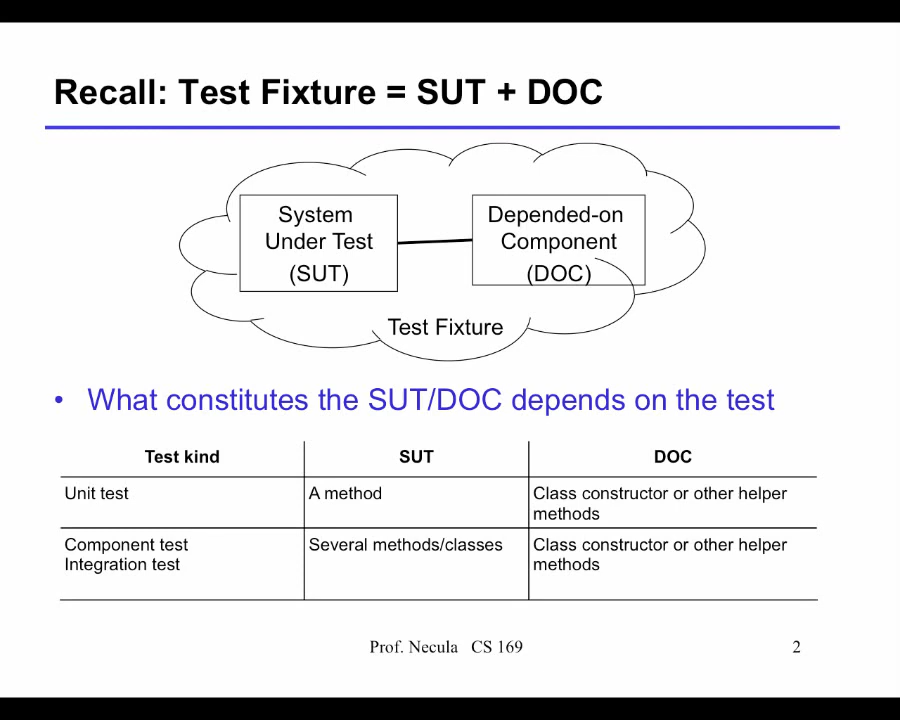 Recall: Test Fixture = SUT + DOC
System
Under Test
(SUT)
Depended-on
Component
(DOC)
Test Fixture
• What constitutes the SUT/DOC depends on the test
Test kind SUT DOC
Unit test A method Class constructor or other helper
methods
Component test Several methods/classes Class constructor or other helper
Integration test methods
Prof. Necula CS 169 2